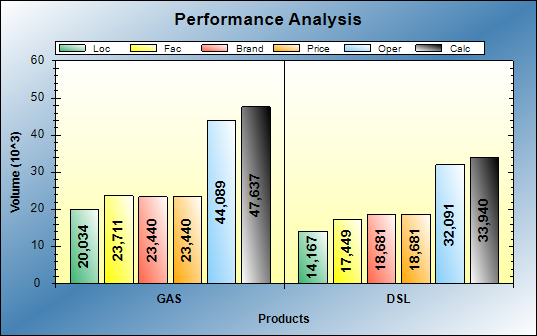 Performance Analysis
Loc Fac Brand Price Oper Calc
Volume (10^3)
60
50
40
30
20
10
0
20,034 23,711 23,440 23,440 44,089 47,637
14,167 17,449 18,681 18,681 32,091 33,940
GAS DSL
Products